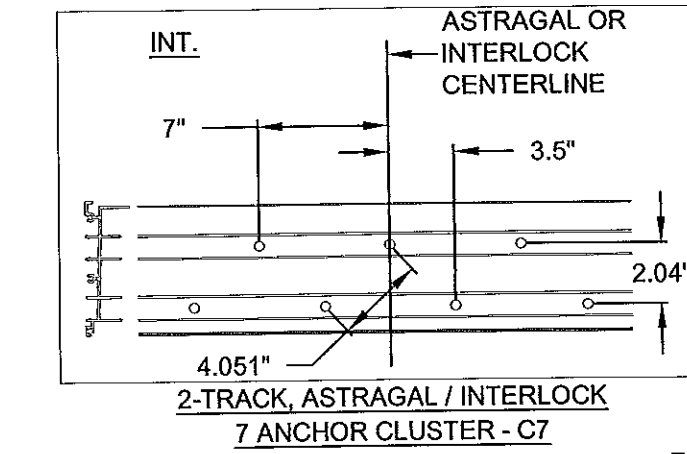 INT.
ASTRAGAL OR
INTERLOCK
CENTERLINE
7"
3.5"
2.04"
4.051"
2-TRACK, ASTRAGAL / INTERLOCK
7 ANCHOR CLUSTER - C7